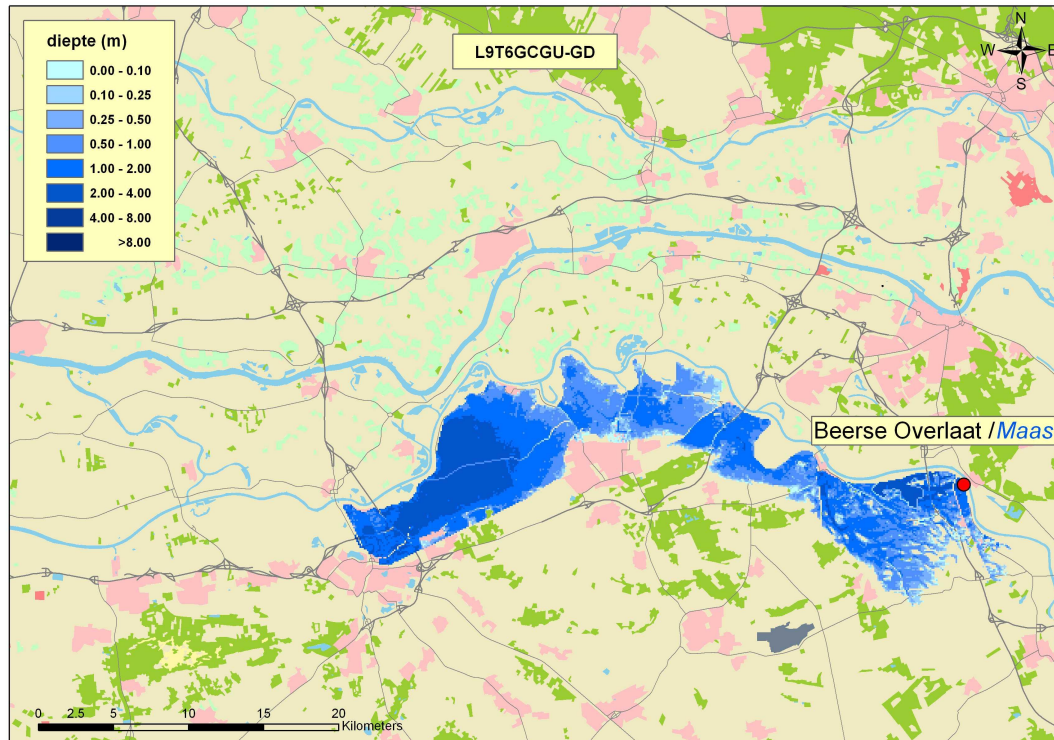 diepte (m)
0.00 - 0.10
0.10 - 0.25
0.25 - 0.50
0.50 - 1.00
1.00 - 2.00
2.00 - 4.00
4.00 - 8.00
>8.00
L9T6GCGU-GD
N
W E
S
Beerse Overlaat /Maas
0 2.5 5 10 15 20
Kilometers